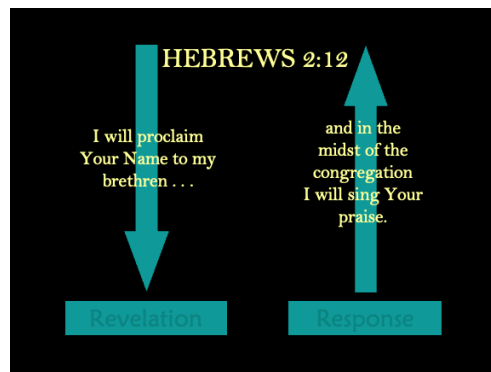 HEBREWS 2:12
I will proclaim
Your Name to my
brethren . . .
and in the
midst of the
congregation
I will sing Your
praise.
Revelation
Response